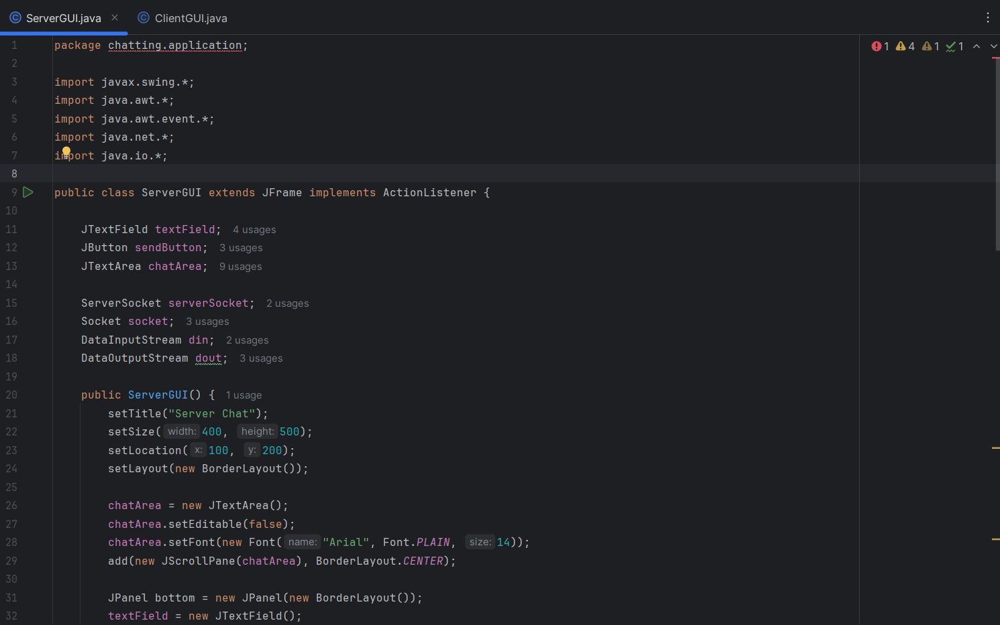 ServerGUI.java ClientGUI.java
1 package chatting.application; 1 4 1 1
2
3 import javax.swing.*;
4 import java.awt.*;
5 import java.awt.event.*;
6 import java.net.*;
7 import java.io.*;
8
9 public class ServerGUI extends JFrame implements ActionListener {
10
11 JTextField textField; 4 usages
12 JButton sendButton; 3 usages
13 JTextArea chatArea; 9 usages
14
15 ServerSocket serverSocket; 2 usages
16 Socket socket; 3 usages
17 DataInputStream din; 2 usages
18 DataOutputStream dout; 3 usages
19
20 public ServerGUI() { 1 usage
21 setTitle("Server Chat");
22 setSize( width: 400, height: 500);
23 setLocation( x: 100, y: 200);
24 setLayout(new BorderLayout());
25
26 chatArea = new JTextArea();
27 chatArea.setEditable(false);
28 chatArea.setFont(new Font( name: "Arial", Font.PLAIN, size: 14));
29 add(new JScrollPane(chatArea), BorderLayout.CENTER);
30
31 JPanel bottom = new JPanel(new BorderLayout());
32 textField = new JTextField();